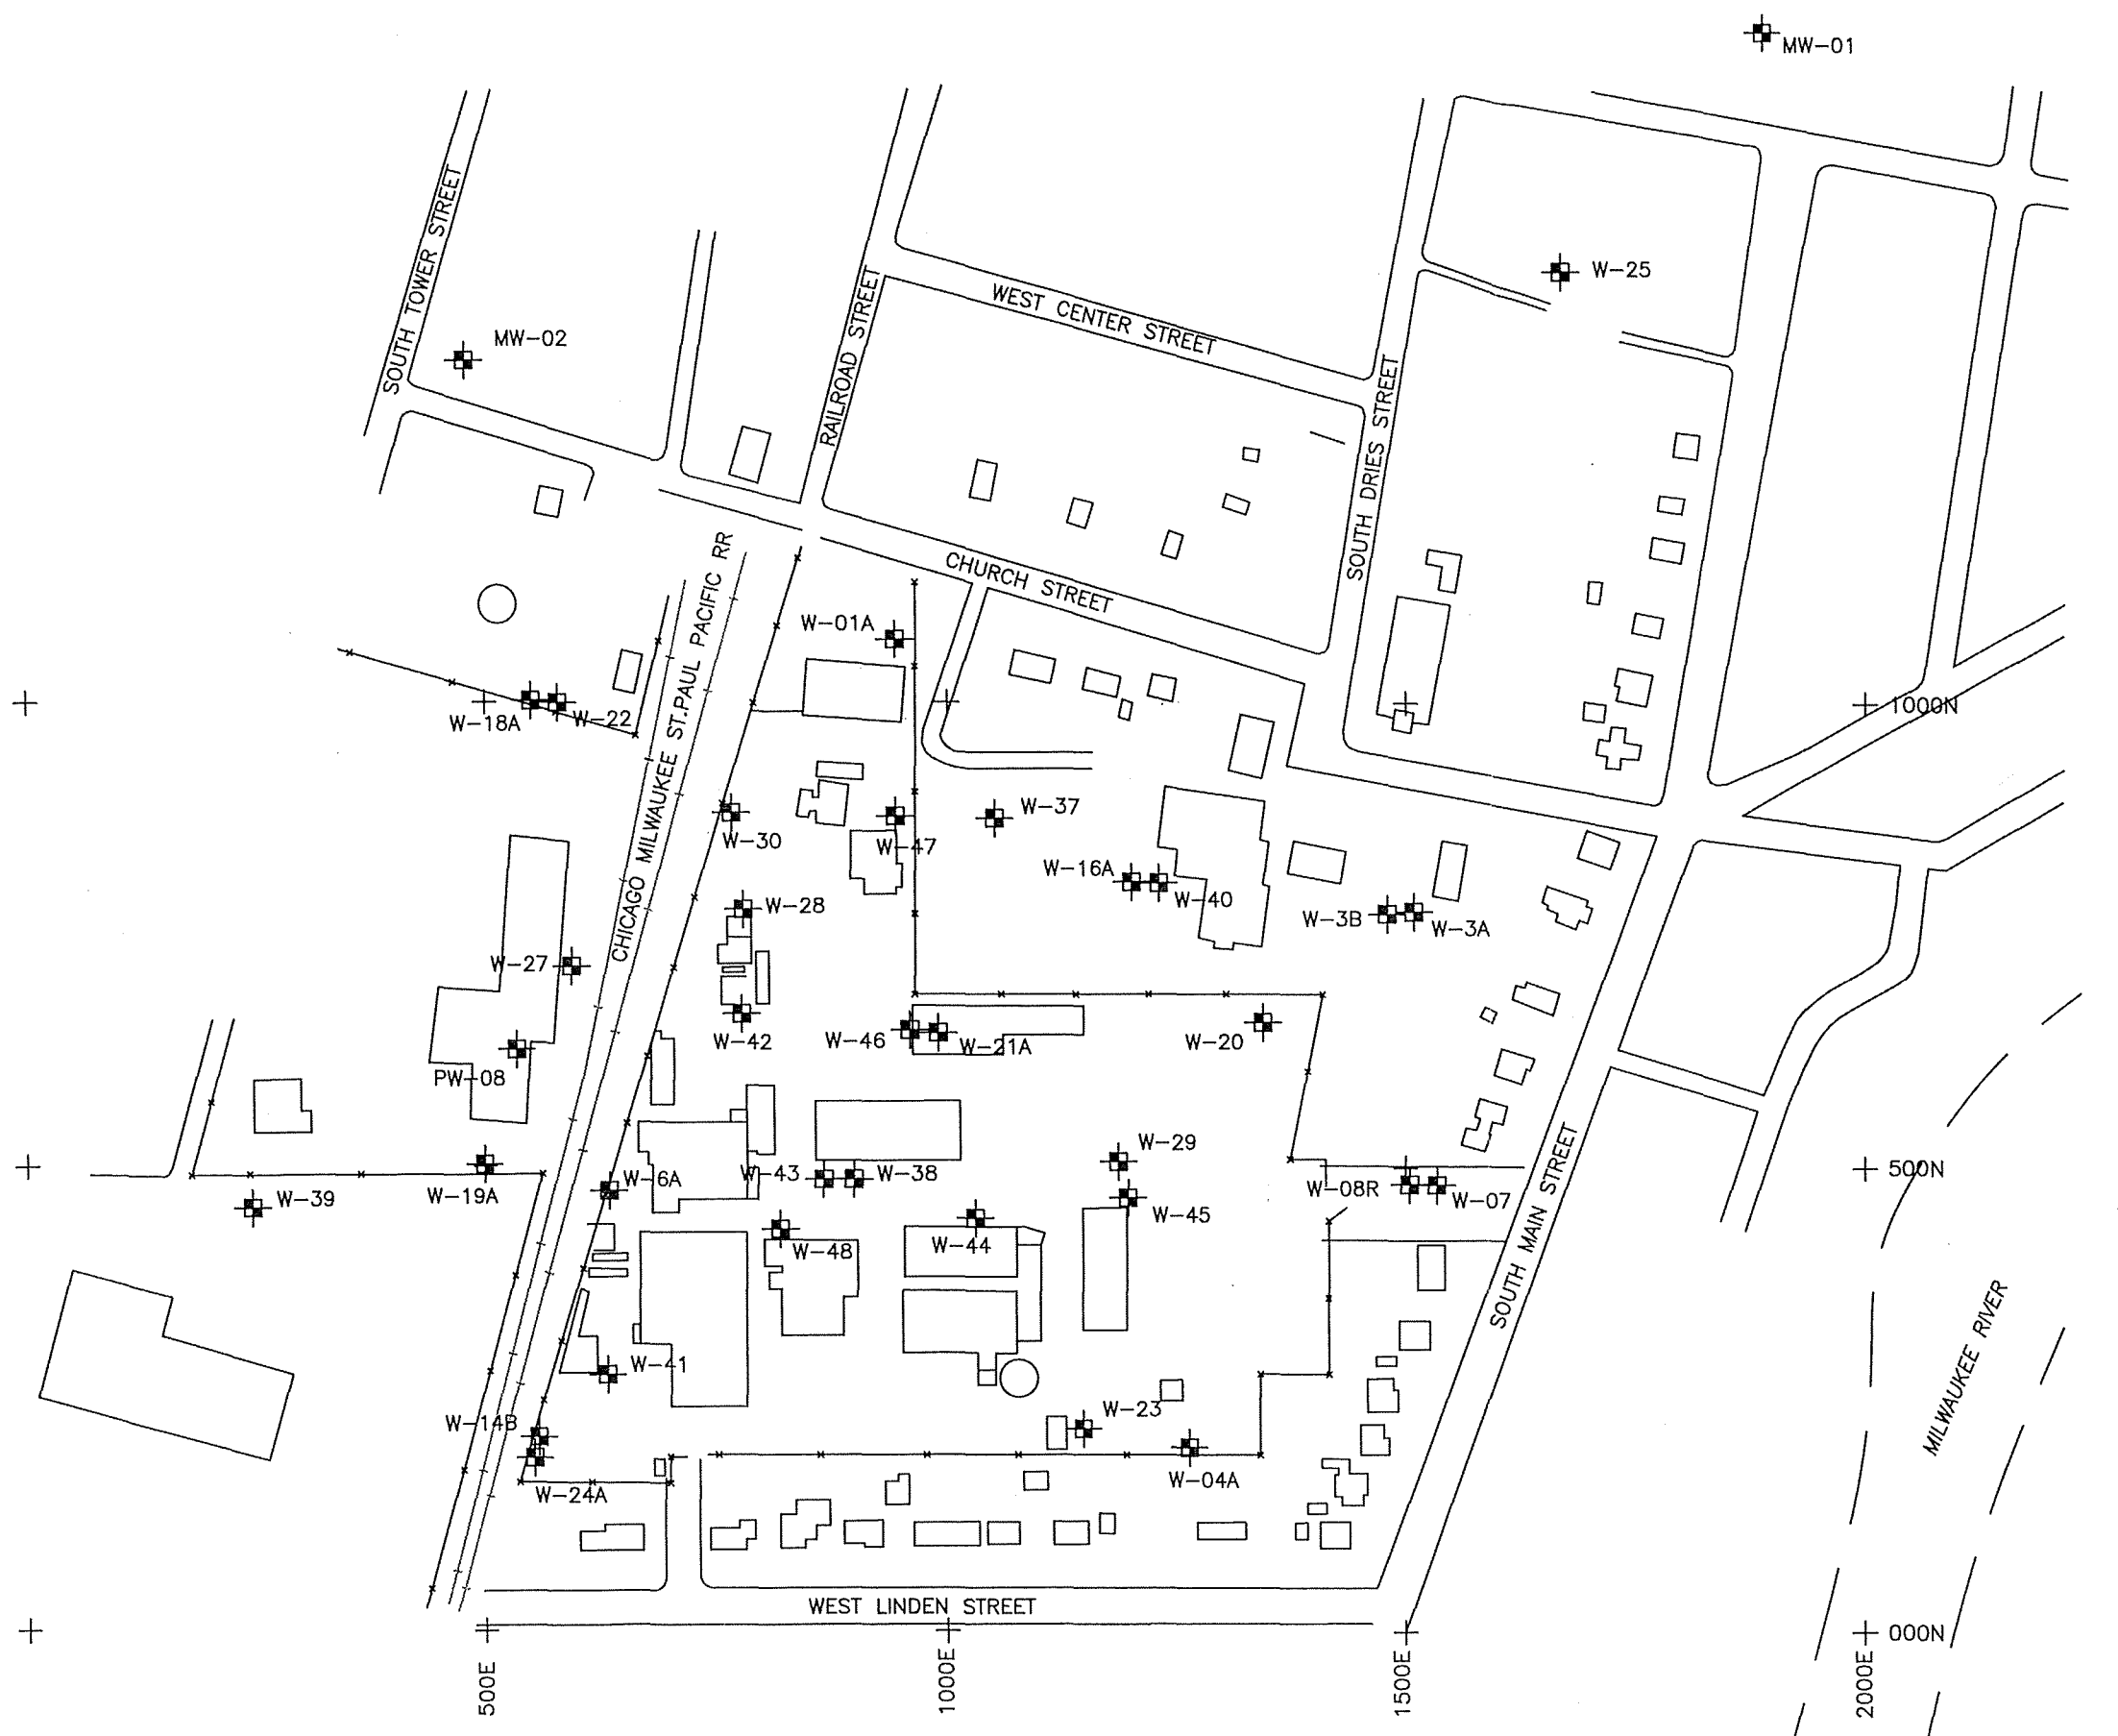 MW-01
SOUTH TOWER STREET
W-25
MW-02
RAILROAD STREET
WEST CENTER STREET
SOUTH DRIES STREET
CHICAGO MILWAUKEE ST.PAUL PACIFIC RR
CHURCH STREET
W-01A
W-18A
W-22
1000N
W-30
W-47
W-37
W-16A
W-40
W-28
W-3B
W-3A
W-27
W-42
W-46
W-21A
W-20
PW-08
W-29
W-39
W-19A
W-6A
W-43
W-38
W-08R
W-07
500N
W-45
W-48
W-44
SOUTH MAIN STREET
MILWAUKEE RIVER
W-41
W-14B
W-23
W-24A
W-04A
WEST LINDEN STREET
000N
500E
1000E
1500E
2000E